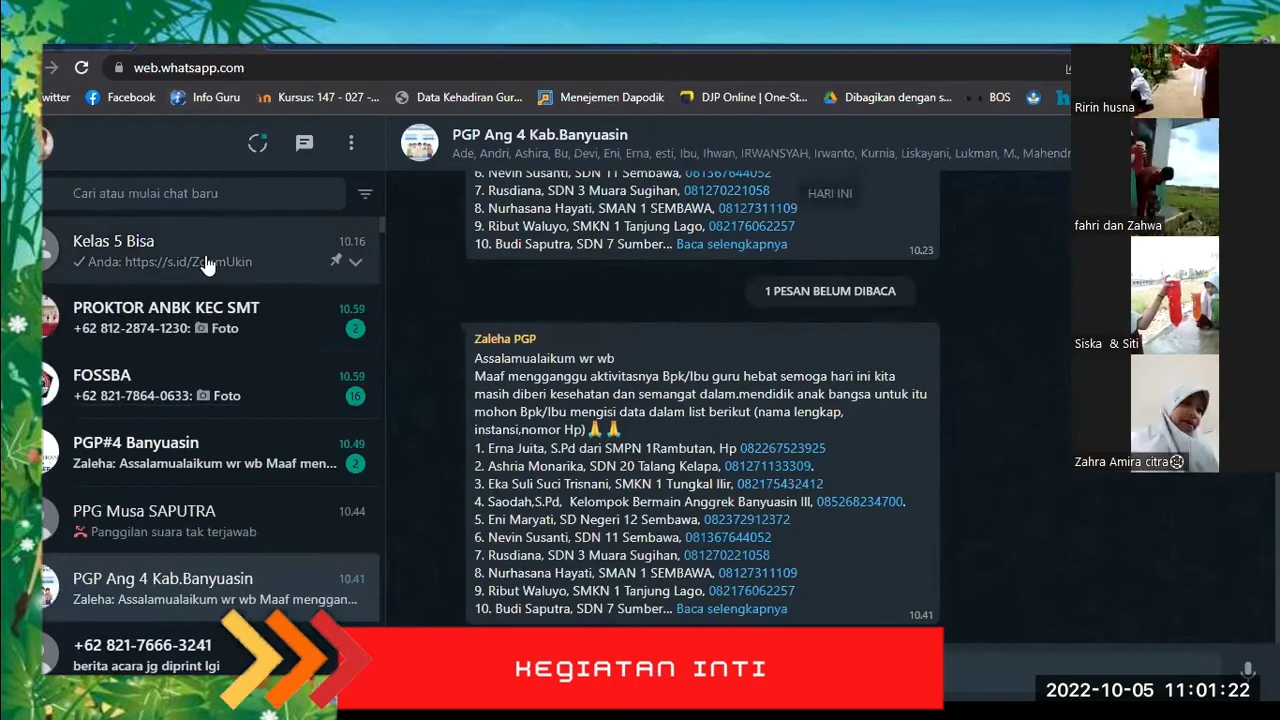 web.whatsapp.com
witter
Facebook
Info Guru
Kursus: 147 - 027 -...
Data Kehadiran Gur...
Menejemen Dapodik
DJP Online | One-St...
Dibagikan dengan s...
BOS
Cari atau mulai chat baru
Kelas 5 Bisa
10.16
PROKTOR ANBK KEC SMT
10.59
+62 812-2874-1230: Foto
2
FOSSBA
10.59
+62 821-7864-0633: Foto
16
PGP#4 Banyuasin
10.49
Zaleha: Assalamualaikum wr wb Maaf men...
2
PPG Musa SAPUTRA
10.44
Panggilan suara tak terjawab
PGP Ang 4 Kab.Banyuasin
10.41
Zaleha: Assalamualaikum wr wb Maaf menggan...
+62 821-7666-3241
berita acara jg diprint lgi
PGP Ang 4 Kab.Banyuasin
Ade, Andri, Ashira, Bu, Devi, Eni, Erna, esti, Ibu, Ihwan, IRWANSYAH, Irwanto, Kurnia, Liskayani, Lukman, M., Mahendr
6. Nevin Susanti, SDN 11 Sembawa, 081367644052
7. Rusdiana, SDN 3 Muara Sugihan, 081270221058
HARI INI
8. Nurhasana Hayati, SMAN 1 SEMBAWA, 08127311109
9. Ribut Waluyo, SMKN 1 Tanjung Lago, 082176062257
10. Budi Saputra, SDN 7 Sumber... Baca selengkapnya
10.23
1 PESAN BELUM DIBACA
Zaleha PGP
Assalamualaikum wr wb
Maaf mengganggu aktivitasnya Bpk/Ibu guru hebat semoga hari ini kita
masih diberi kesehatan dan semangat dalam.mendidik anak bangsa untuk itu
mohon Bpk/Ibu mengisi data dalam list berikut (nama lengkap,
instansi,nomor Hp)🙏 🙏
1. Erna Juita, S.Pd dari SMPN 1Rambutan, Hp 082267523925
2. Ashria Monarika, SDN 20 Talang Kelapa, 081271133309.
3. Eka Suli Suci Trisnani, SMKN 1 Tungkal Ilir, 082175432412
4. Saodah,S.Pd,  Kelompok Bermain Anggrek Banyuasin III, 085268234700.
5. Eni Maryati, SD Negeri 12 Sembawa, 082372912372
6. Nevin Susanti, SDN 11 Sembawa, 081367644052
7. Rusdiana, SDN 3 Muara Sugihan, 081270221058
8. Nurhasana Hayati, SMAN 1 SEMBAWA, 08127311109
9. Ribut Waluyo, SMKN 1 Tanjung Lago, 082176062257
10. Budi Saputra, SDN 7 Sumber... Baca selengkapnya
10.41
Ririn husna
fahri dan Zahwa
Siska & Siti
Zahra Amira citra
KEGIATAN INTI
2022-10-05 11:01:22